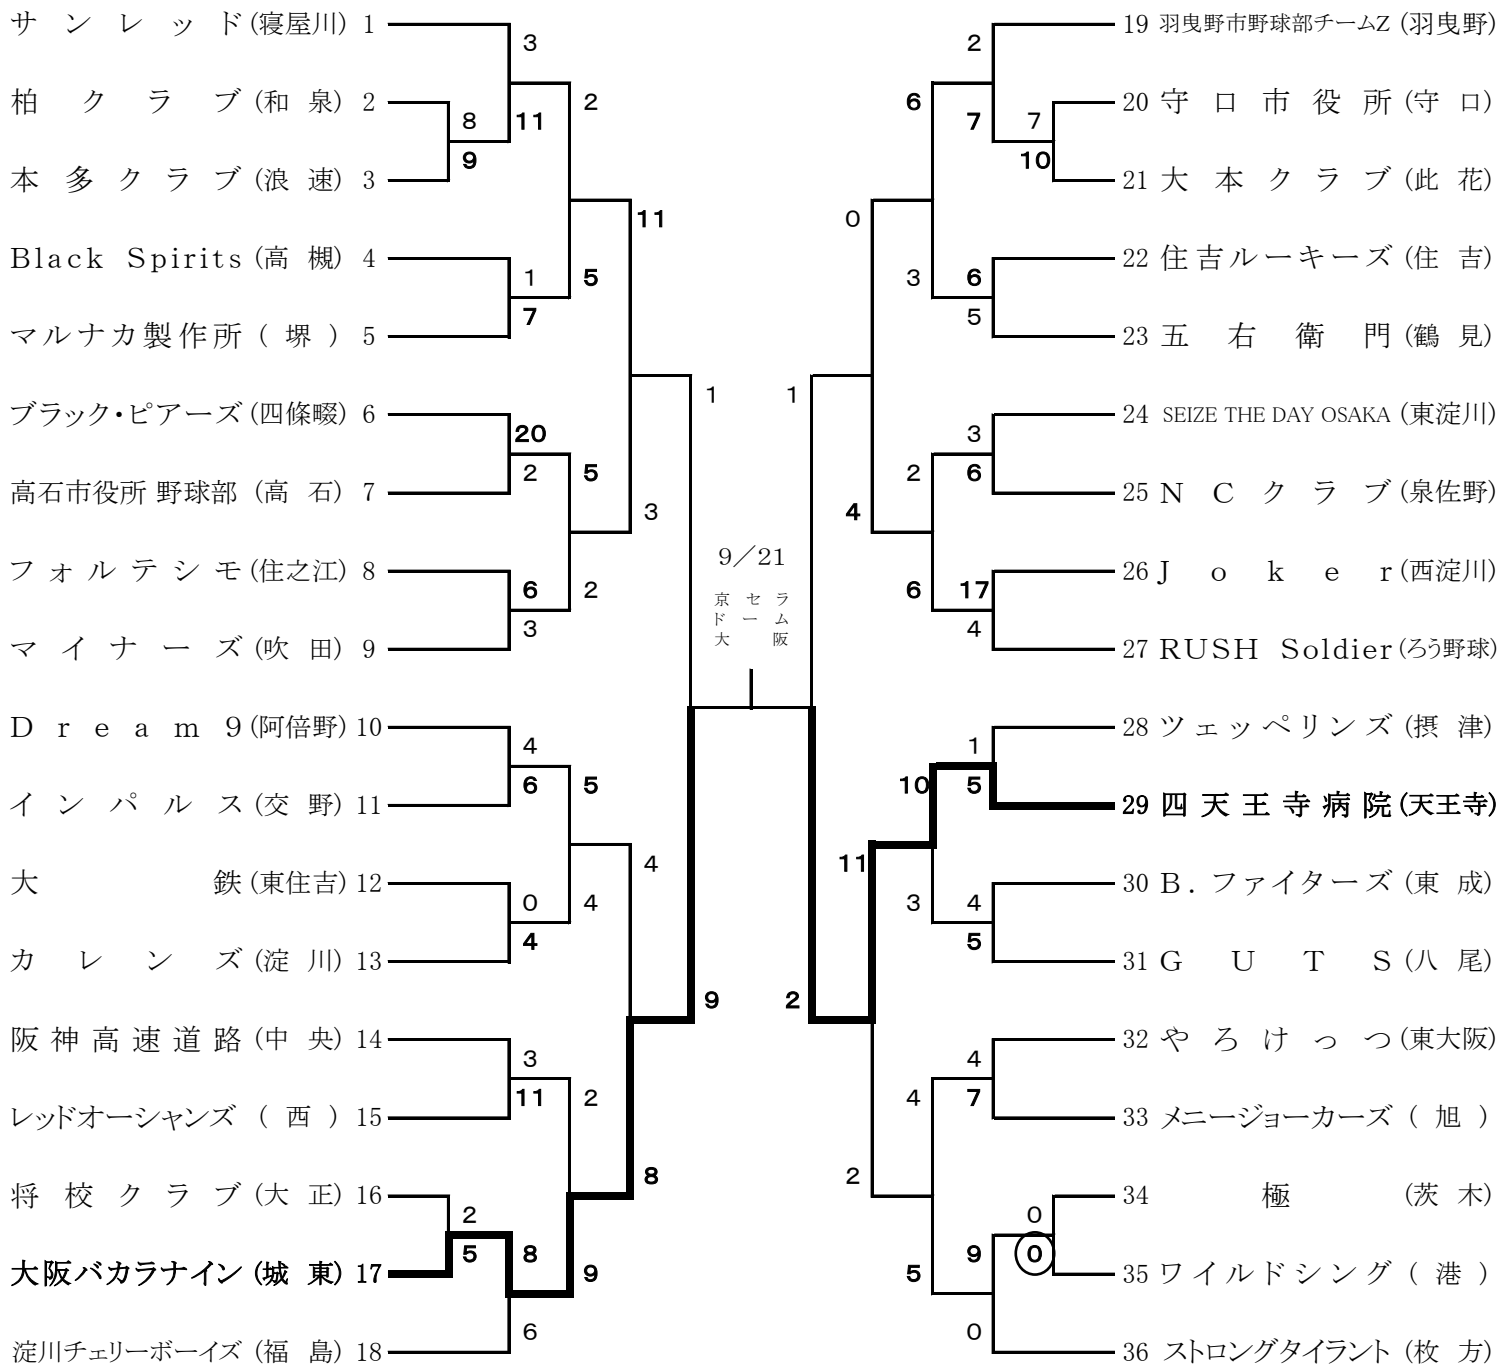 サンレッド (寝屋川) 1
3
柏クラブ (和泉) 2
8
11
2
9
本多クラブ (浪速) 3
11
Black Spirits (高槻) 4
1
5
7
マルナカ製作所 (堺) 5
1
ブラック・ピアーズ (四條畷) 6
20
2
5
高石市役所 野球部 (高石) 7
3
フォルテシモ (住之江) 8
6
2
3
マイナーズ (吹田) 9
Dream9 (阿倍野) 10
4
6
5
インパルス (交野) 11
4
大鉄 (東住吉) 12
0
4
4
カレンズ (淀川) 13
9
阪神高速道路 (中央) 14
3
11
2
レッドオーシャンズ (西) 15
8
将校クラブ (大正) 16
2
5
8
9
大阪バカラナイン (城東) 17
6
淀川チェリーボーイズ (福島) 18
9/21
京セラ
ドーム
大阪
19 羽曳野市野球部チームZ (羽曳野)
2
20 守口市役所 (守口)
6
7
7
10
21 大本クラブ (此花)
0
22 住吉ルーキーズ (住吉)
3
6
5
23 五右衛門 (鶴見)
1
24 SEIZE THE DAY OSAKA (東淀川)
3
2
6
25 NCクラブ (泉佐野)
4
26 Joker (西淀川)
6
17
4
27 RUSH Soldier (ろう野球)
28 ツェッペリンズ (摂津)
1
10
5
29 四天王寺病院 (天王寺)
11
30 B.ファイターズ (東成)
3
4
5
31 GUTS (八尾)
2
32 やろけっつ (東大阪)
4
4
7
33 メニージョーカーズ (旭)
2
34 極 (茨木)
0
9
0
5
35 ワイルドシング (港)
0
36 ストロングタイラント (枚方)